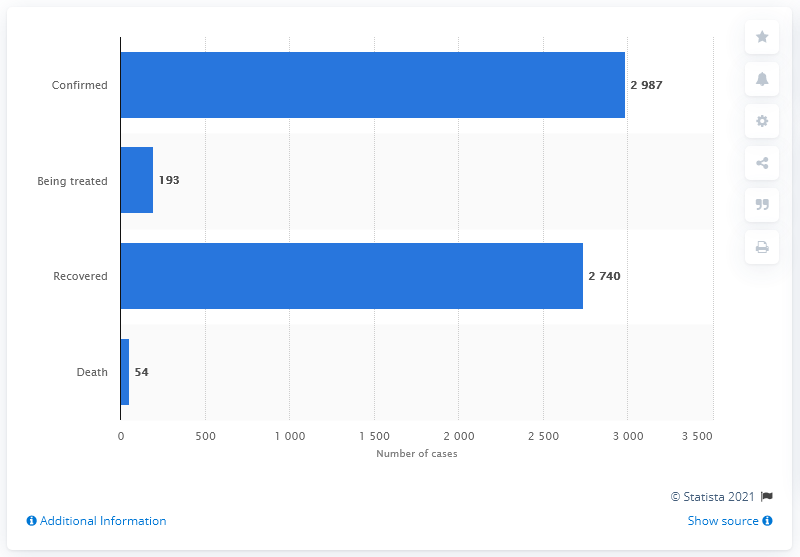 Confirmed
2 987
Being treated
193
Recovered
2 740
Death
54
0 500 1 000 1 500 2 000 2 500 3 000 3 500
Number of cases
© Statista 2021
Additional Information
Show source